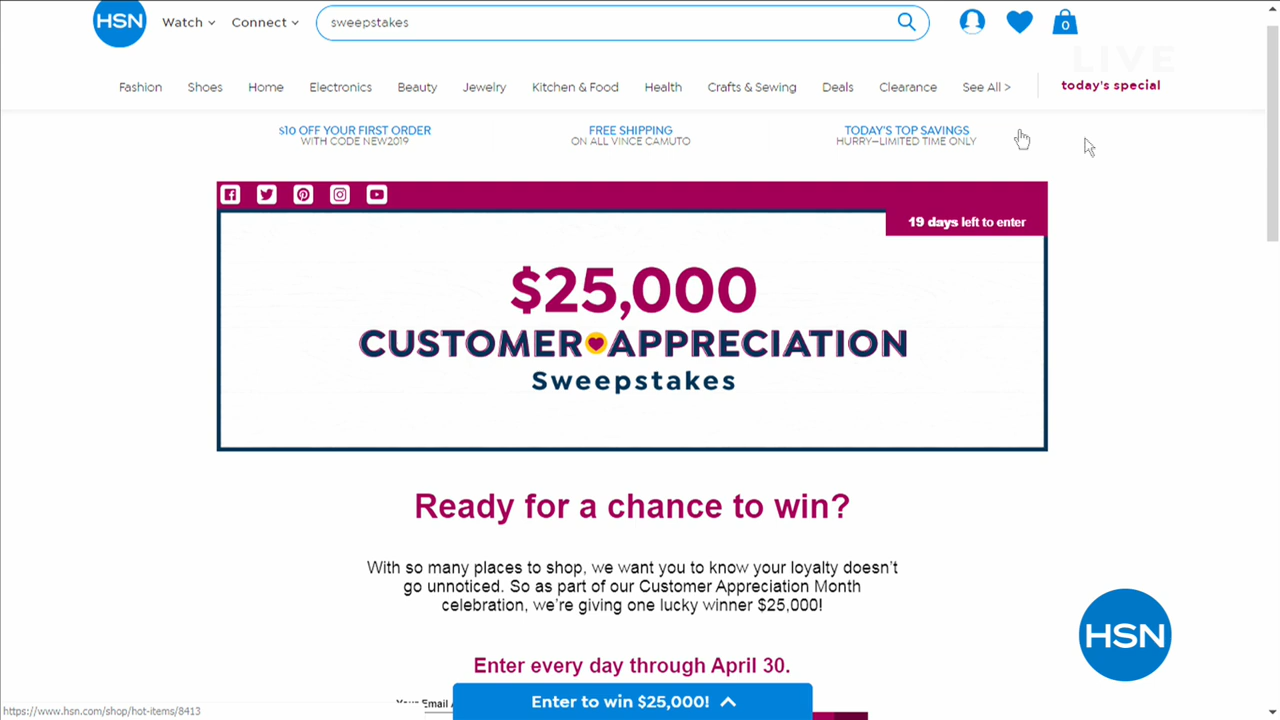 HSN
Watch
Connect
sweepstakes
0
LIVE
Fashion
Shoes
Home
Electronics
Beauty
Jewelry
Kitchen & Food
Health
Crafts & Sewing
Deals
Clearance
See All >
today's special
$10 OFF YOUR FIRST ORDER
WITH CODE NEW2019
FREE SHIPPING
ON ALL VINCE CAMUTO
TODAY'S TOP SAVINGS
HURRY—LIMITED TIME ONLY
19 days left to enter
$25,000
CUSTOMER APPRECIATION
Sweepstakes
Ready for a chance to win?
With so many places to shop, we want you to know your loyalty doesn't
go unnoticed. So as part of our Customer Appreciation Month
celebration, we're giving one lucky winner $25,000!
HSN
Enter every day through April 30.
Your Email
Enter to win $25,000!
https://www.hsn.com/shop/hot-items/8413